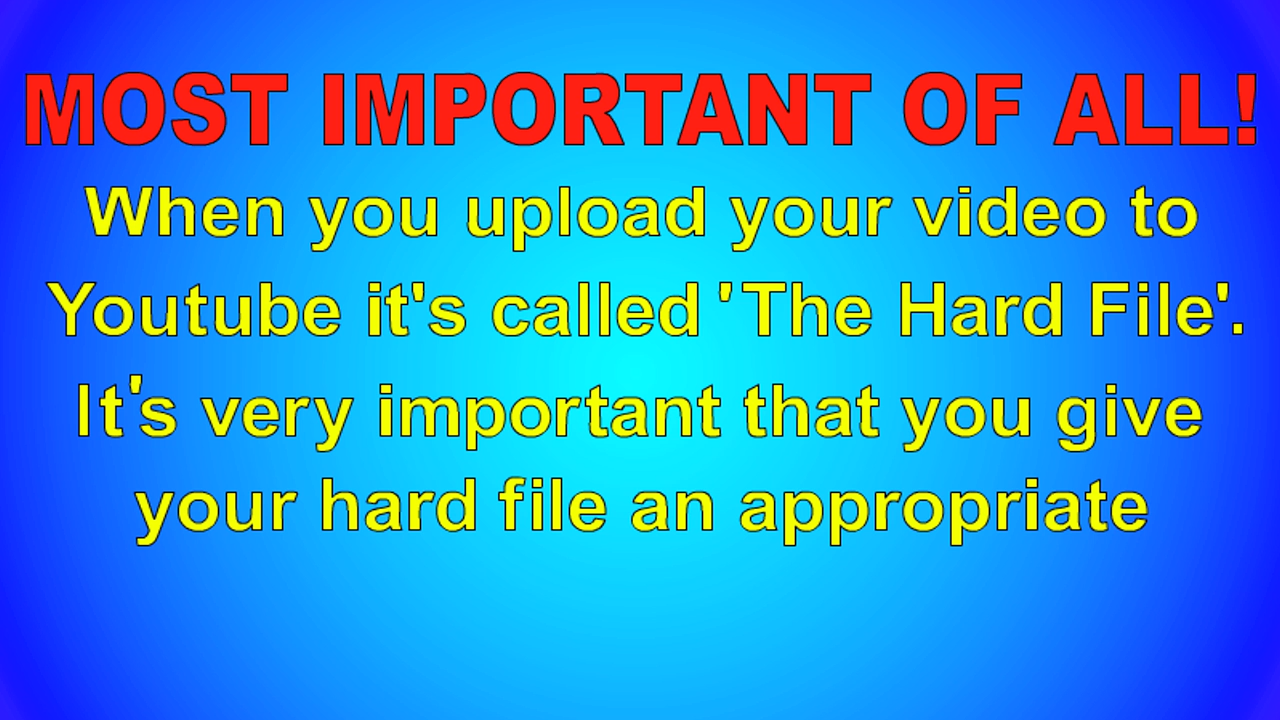 MOST IMPORTANT OF ALL!
When you upload your video to
Youtube it's called 'The Hard File'.
It's very important that you give
your hard file an appropriate